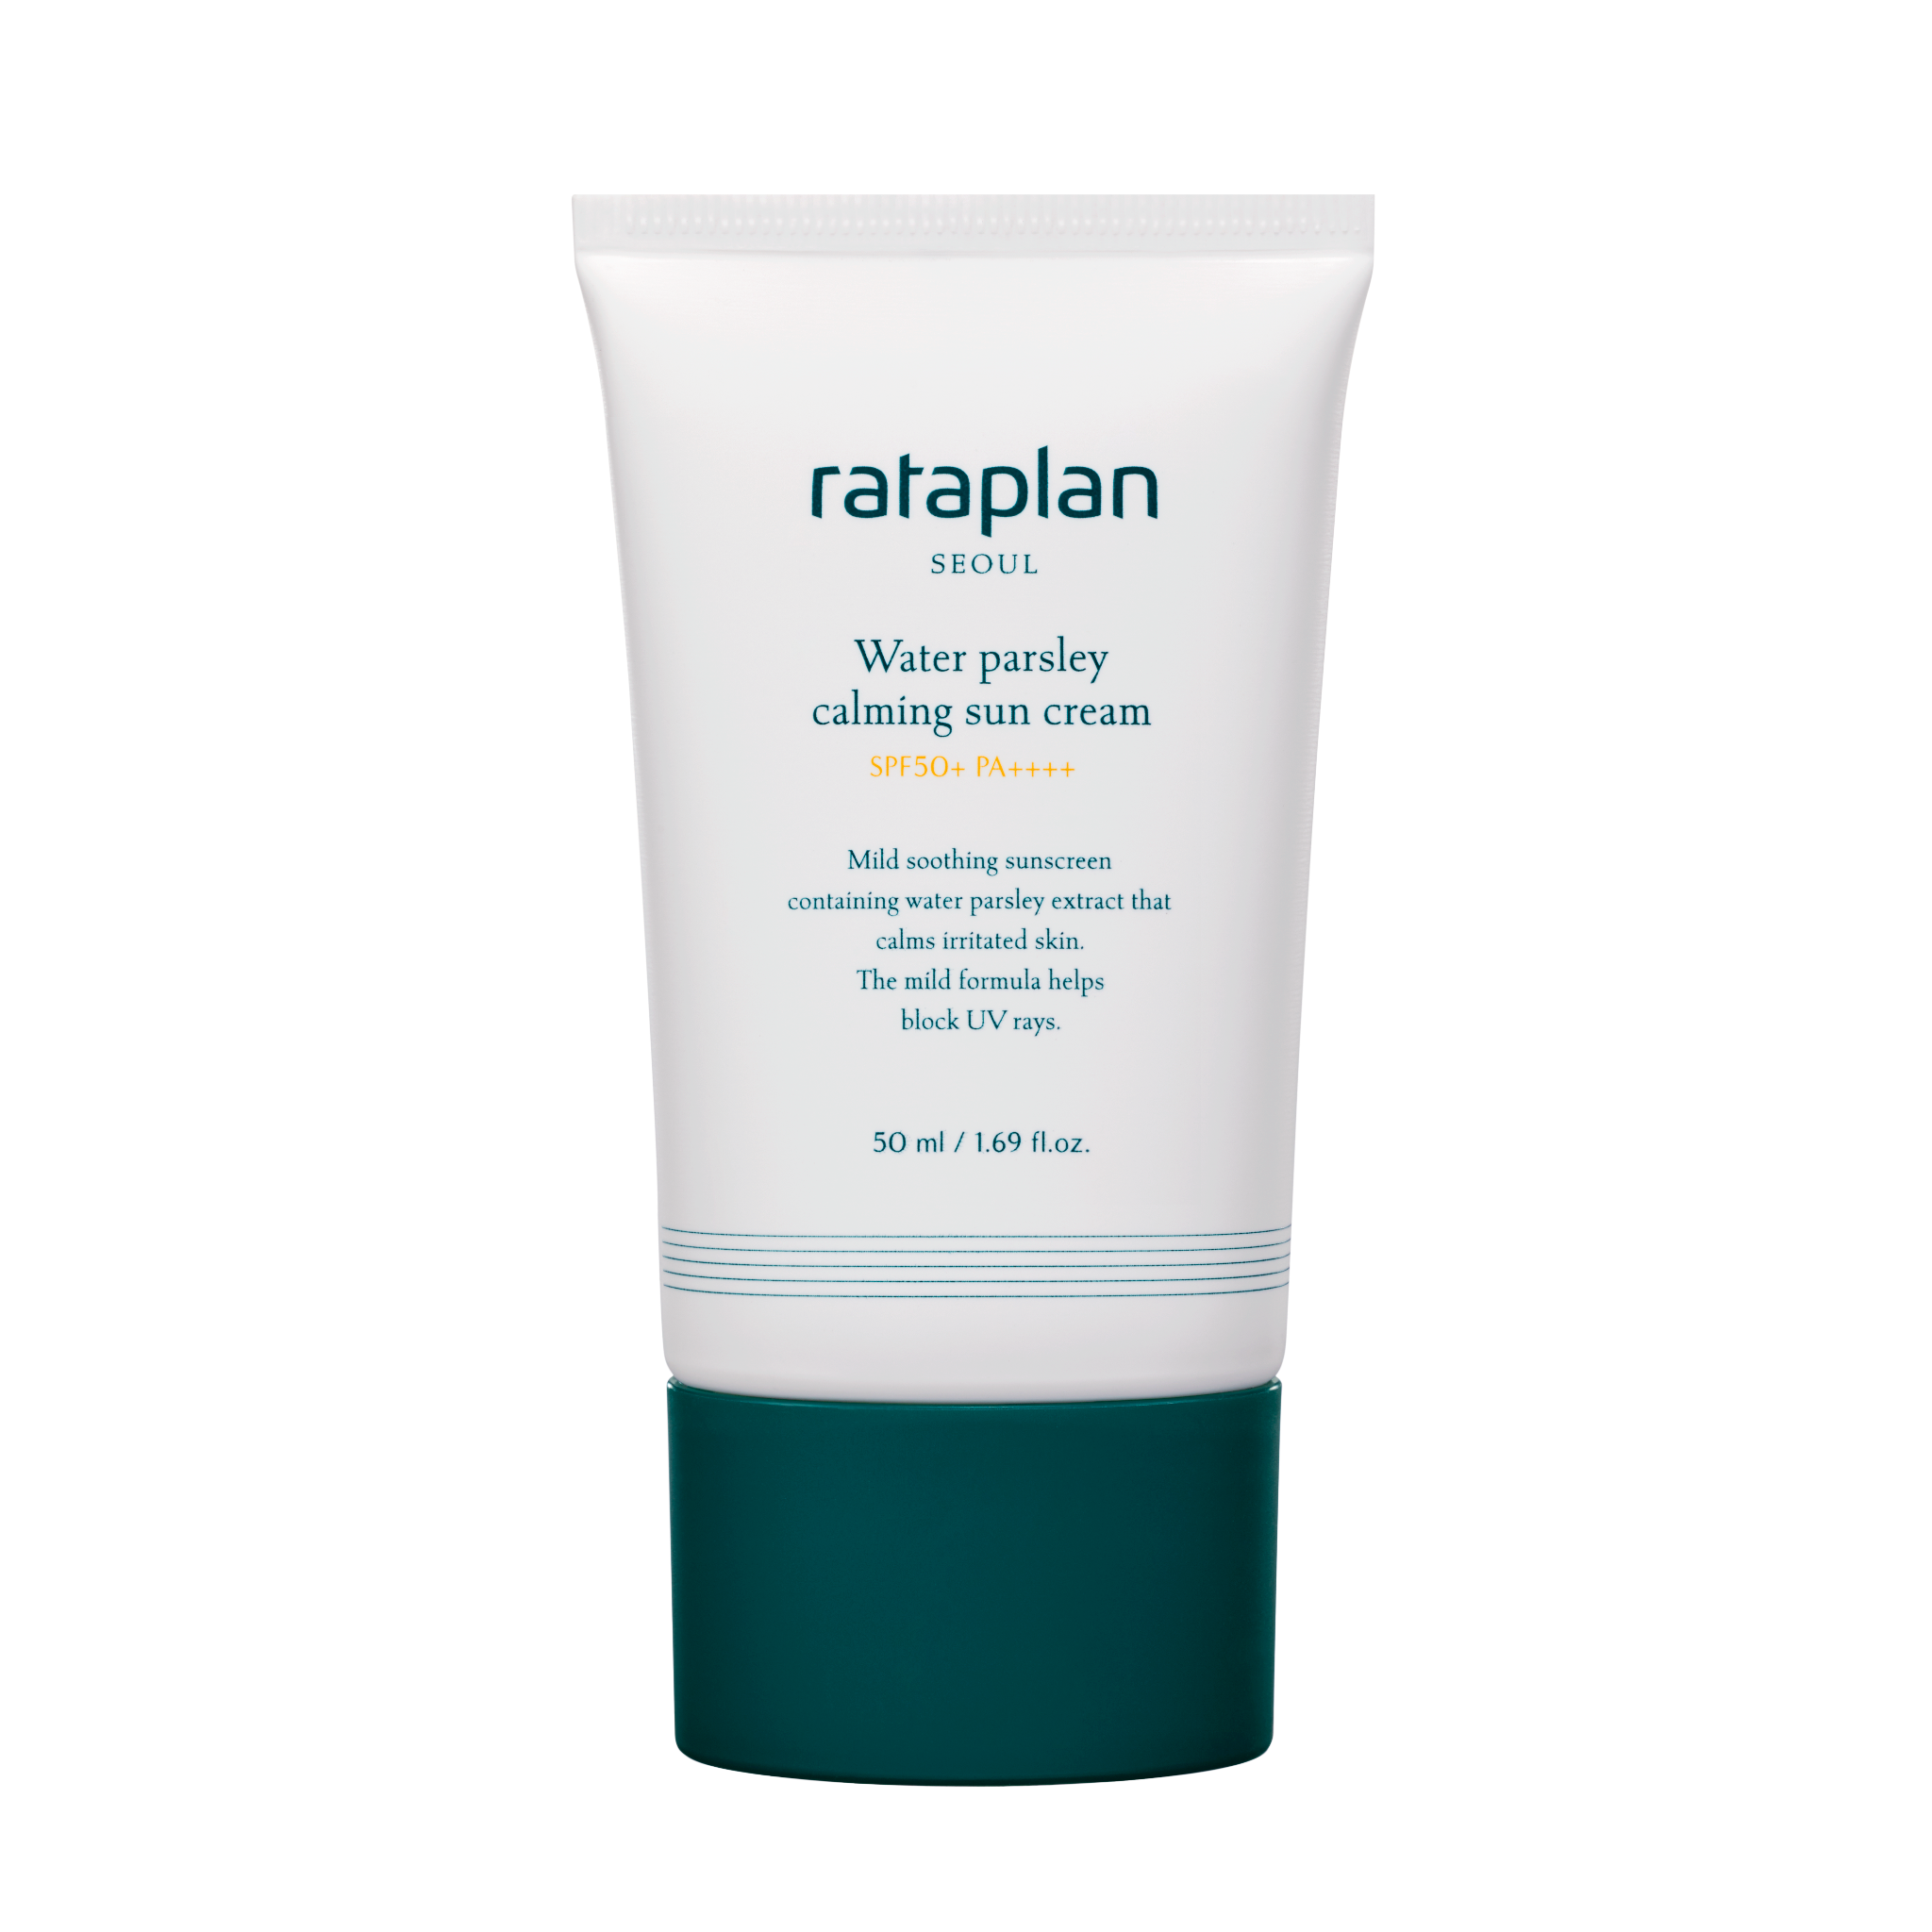 rataplan
SEOUL
Water parsley
calming sun cream
SPF50+ PA++++
Mild soothing sunscreen
containing water parsley extract that
calms irritated skin.
The mild formula helps
block UV rays.
50 ml / 1.69 fl.oz.